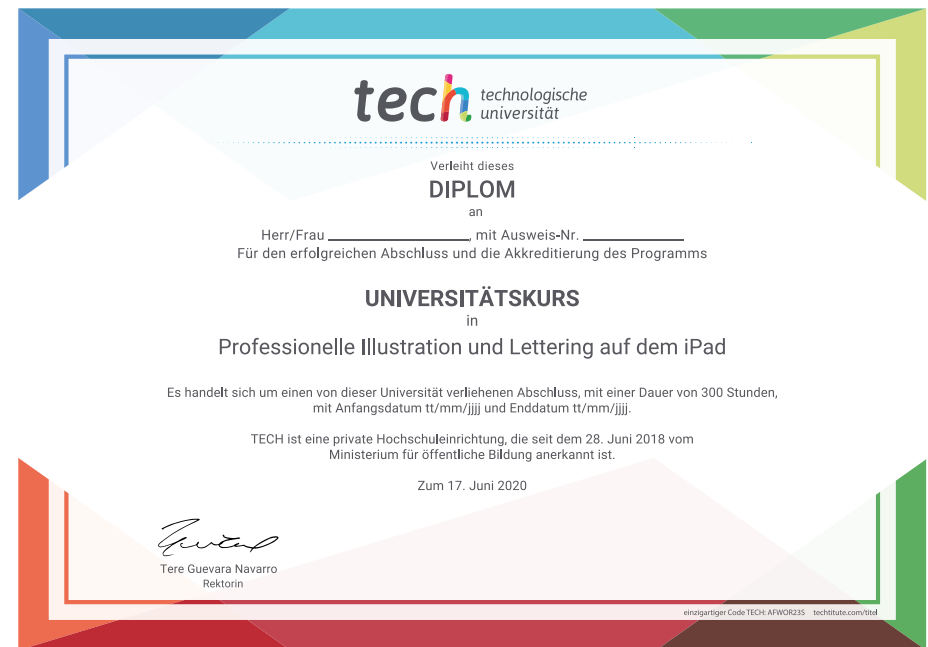 tech technologische
universität
Verleiht dieses
DIPLOM
an
Herr/Frau ____________________, mit Ausweis-Nr. ______________
Für den erfolgreichen Abschluss und die Akkreditierung des Programms
UNIVERSITÄTSKURS
in
Professionelle Illustration und Lettering auf dem iPad
Es handelt sich um einen von dieser Universität verliehenen Abschluss, mit einer Dauer von 300 Stunden,
mit Anfangsdatum tt/mm/jjjj und Enddatum tt/mm/jjjj.
TECH ist eine private Hochschuleinrichtung, die seit dem 28. Juni 2018 vom
Ministerium für öffentliche Bildung anerkannt ist.
Zum 17. Juni 2020
Tere Guevara Navarro
Rektorin
einzigartiger Code TECH: AFWOR23S techtitute.com/titel